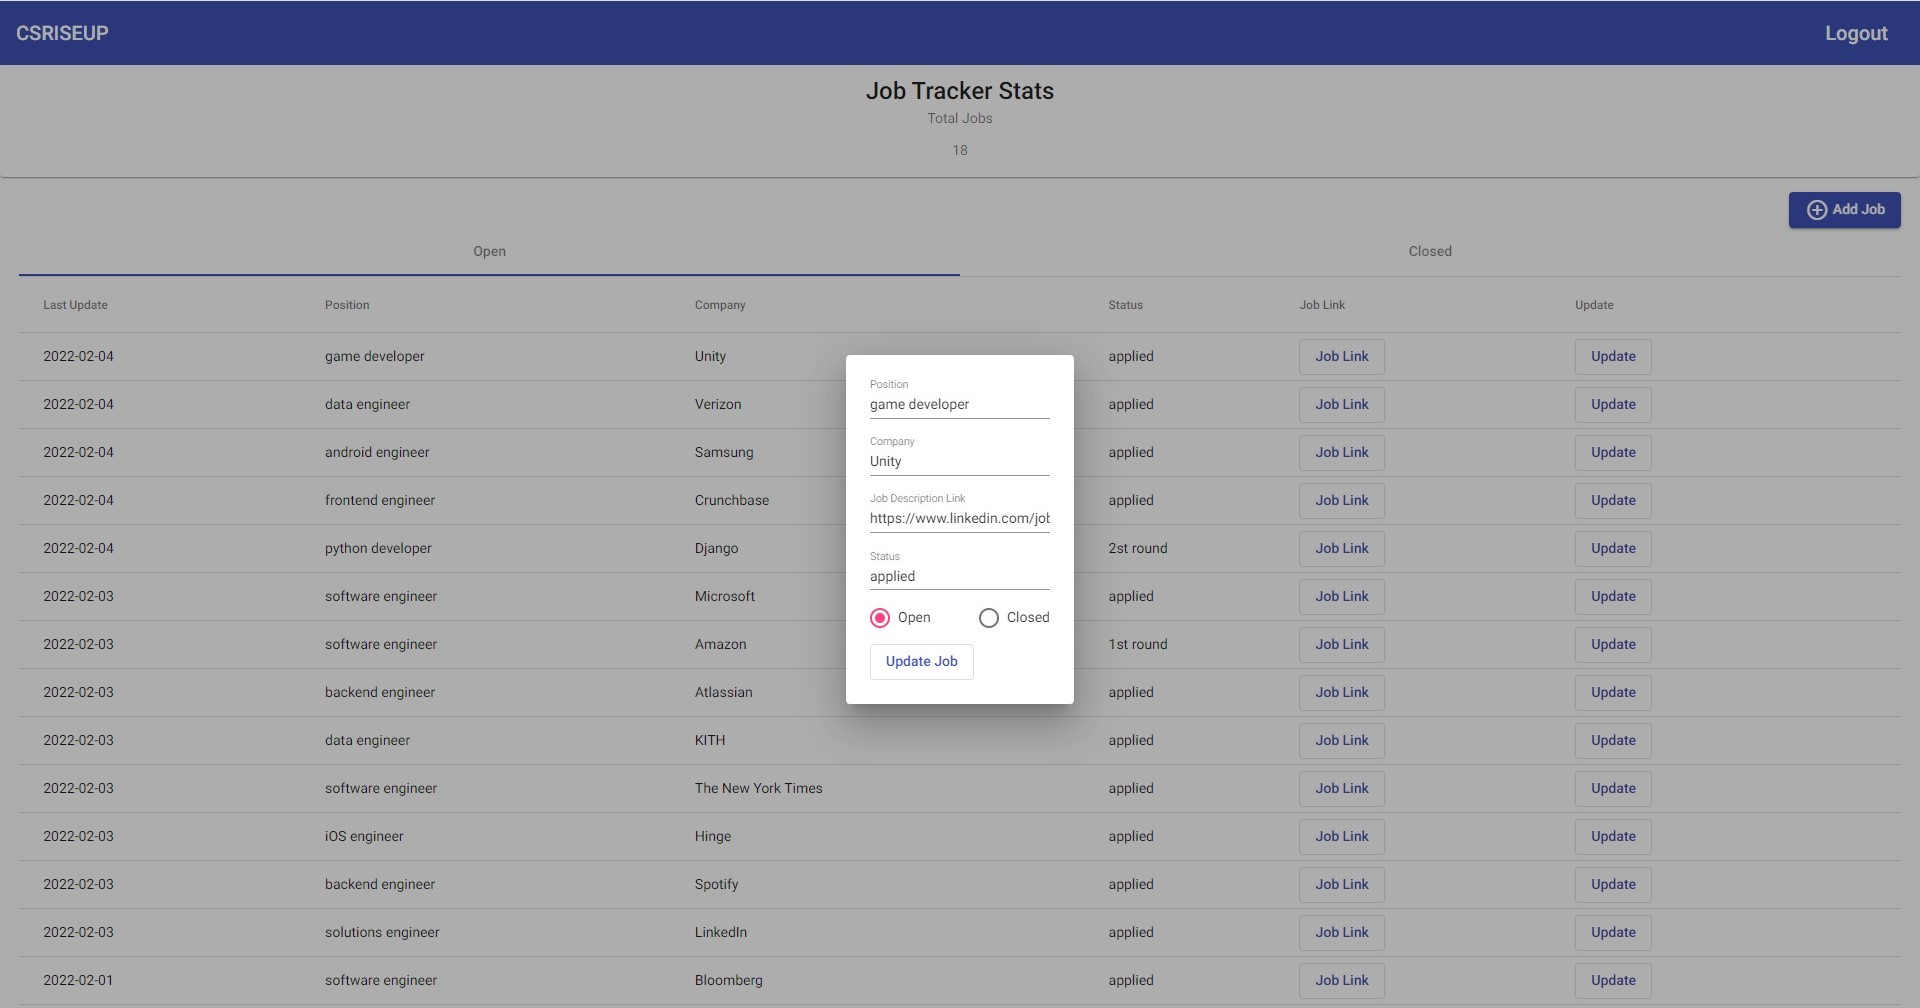 CSRISEUP
Logout
Job Tracker Stats
Total Jobs
18
Add Job
Open Closed
Last Update Position Company Status Job Link Update
2022-02-04 game developer Unity applied Job Link Update
2022-02-04 data engineer Verizon applied Job Link Update
2022-02-04 android engineer Samsung applied Job Link Update
2022-02-04 frontend engineer Crunchbase applied Job Link Update
2022-02-04 python developer Django 2st round Job Link Update
2022-02-03 software engineer Microsoft applied Job Link Update
2022-02-03 software engineer Amazon 1st round Job Link Update
2022-02-03 backend engineer Atlassian applied Job Link Update
2022-02-03 data engineer KITH applied Job Link Update
2022-02-03 software engineer The New York Times applied Job Link Update
2022-02-03 iOS engineer Hinge applied Job Link Update
2022-02-03 backend engineer Spotify applied Job Link Update
2022-02-03 solutions engineer LinkedIn applied Job Link Update
2022-02-01 software engineer Bloomberg applied Job Link Update
Position
game developer
Company
Unity
Job Description Link
https://www.linkedin.com/job
Status
applied
Open Closed
Update Job